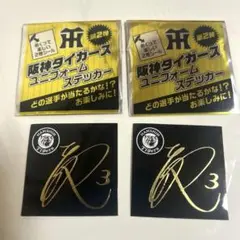 第2弾
阪神タイガース
ユニフォーム
ステッカー
どの選手が当たるかな!?
お楽しみに!
第2弾
阪神タイガース
ユニフォーム
ステッカー
どの選手が当たるかな!?
お楽しみに!
3
3